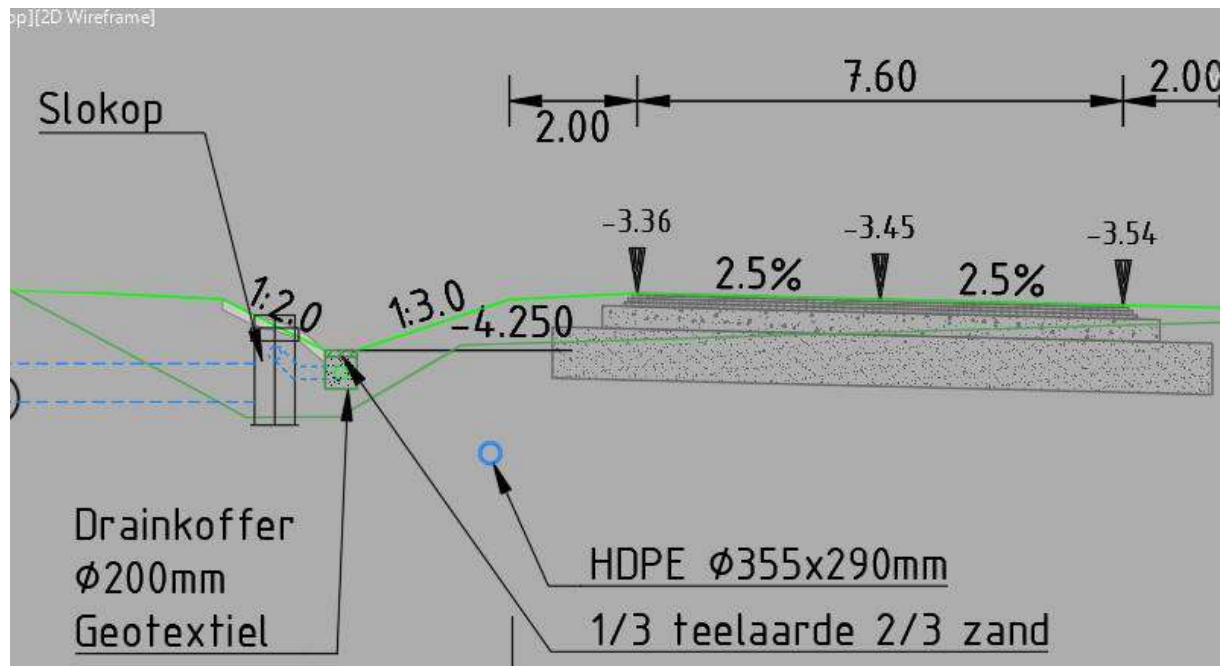 op][2D Wireframe]
7.60
2.00
2.00
Slokop
-3.36
-3.45
-3.54
2.5%
2.5%
1:2.0
1:3.0
-4.250
Drainkoffer
Φ200mm
Geotextiel
HDPE Φ355x290mm
1/3 teelaarde 2/3 zand